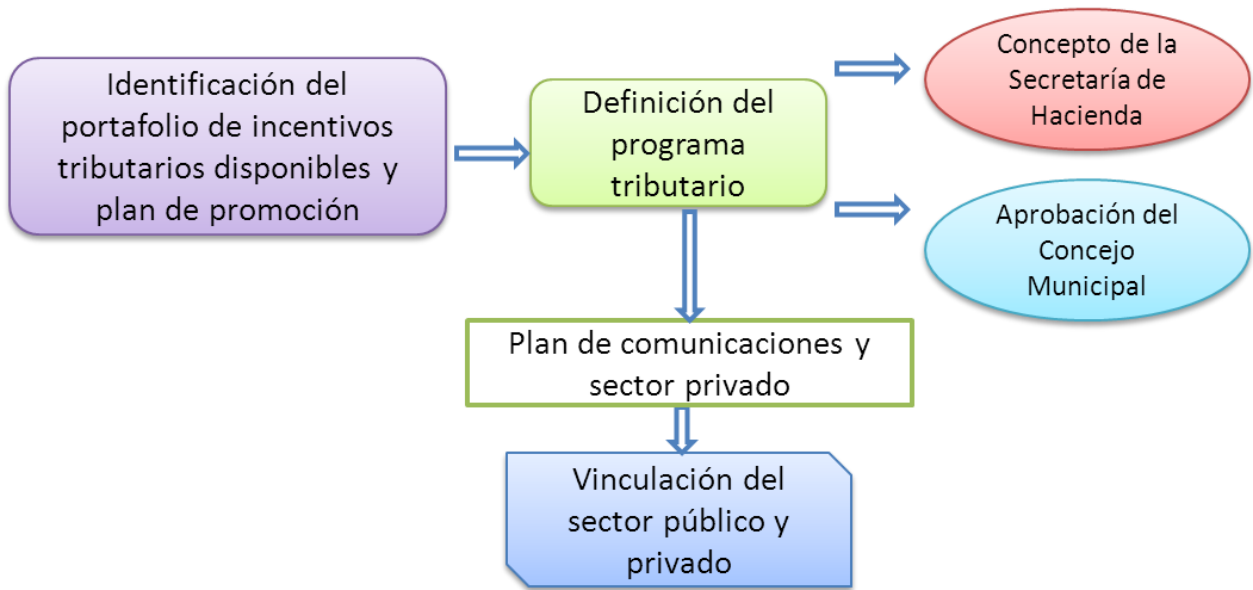 Identificación del
portafolio de incentivos
tributarios disponibles y
plan de promoción
Definición del
programa
tributario
Concepto de la
Secretaría de
Hacienda
Aprobación del
Concejo
Municipal
Plan de comunicaciones y
sector privado
Vinculación del
sector público y
privado